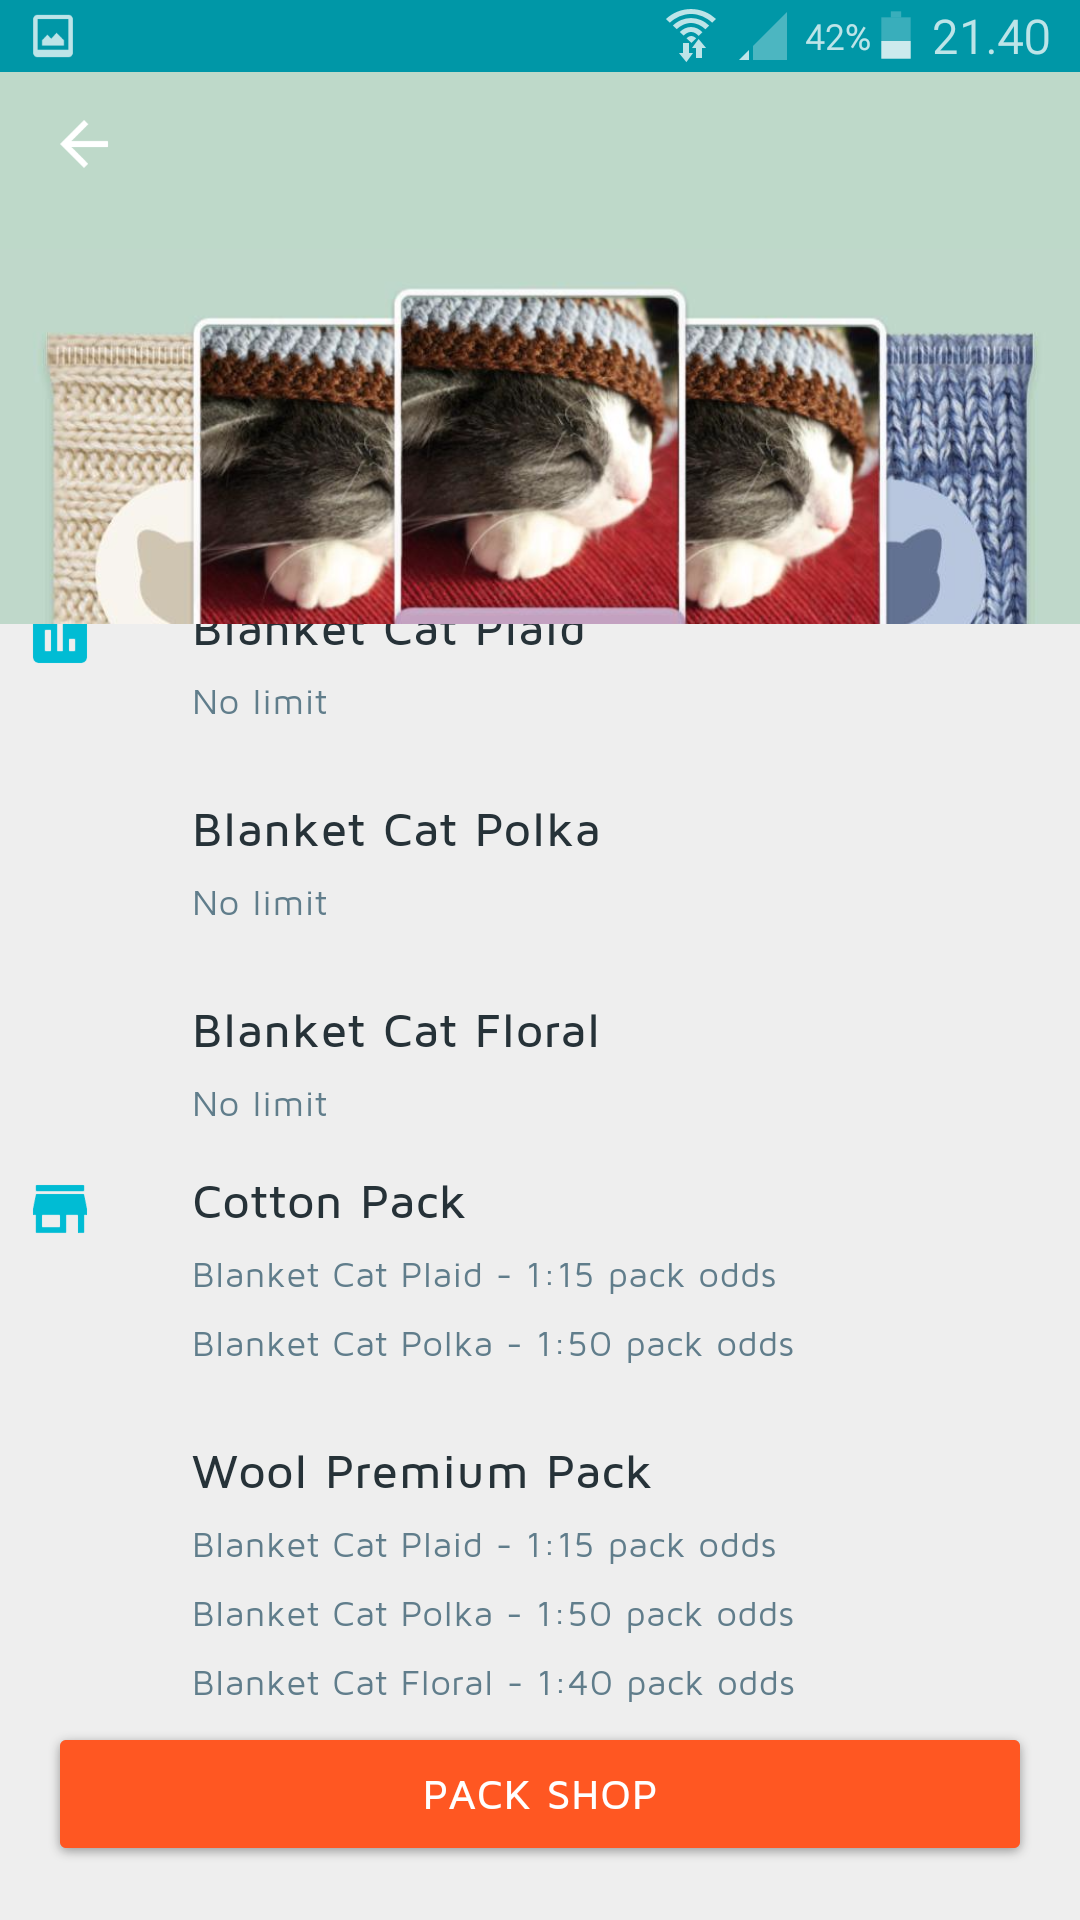 42% 21.40
Blanket Cat Plaid
No limit
Blanket Cat Polka
No limit
Blanket Cat Floral
No limit
Cotton Pack
Blanket Cat Plaid - 1:15 pack odds
Blanket Cat Polka - 1:50 pack odds
Wool Premium Pack
Blanket Cat Plaid - 1:15 pack odds
Blanket Cat Polka - 1:50 pack odds
Blanket Cat Floral - 1:40 pack odds
PACK SHOP